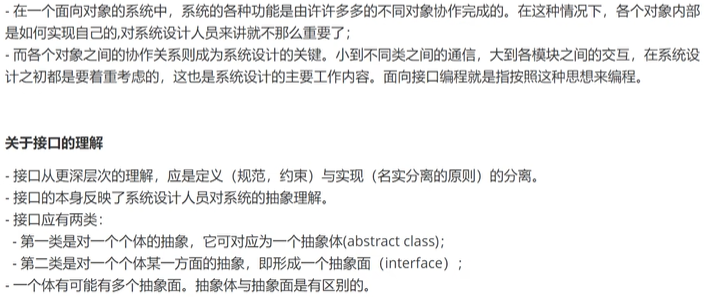 - 在一个面向对象的系统中，系统的各种功能是由许许多多的不同对象协作完成的。在这种情况下，各个对象内部
是如何实现自己的,对系统设计人员来讲就不那么重要了；
- 而各个对象之间的协作关系则成为系统设计的关键。小到不同类之间的通信，大到各模块之间的交互，在系统设
计之初都是要着重考虑的，这也是系统设计的主要工作内容。面向接口编程就是指按照这种思想来编程。
关于接口的理解
- 接口从更深层次的理解，应是定义（规范，约束）与实现（名实分离的原则）的分离。
- 接口的本身反映了系统设计人员对系统的抽象理解。
- 接口应有两类：
- 第一类是对一个个体的抽象，它可对应为一个抽象体(abstract class)；
- 第二类是对一个个体某一方面的抽象，即形成一个抽象面（interface）；
- 一个体有可能有多个抽象面。抽象体与抽象面是有区别的。